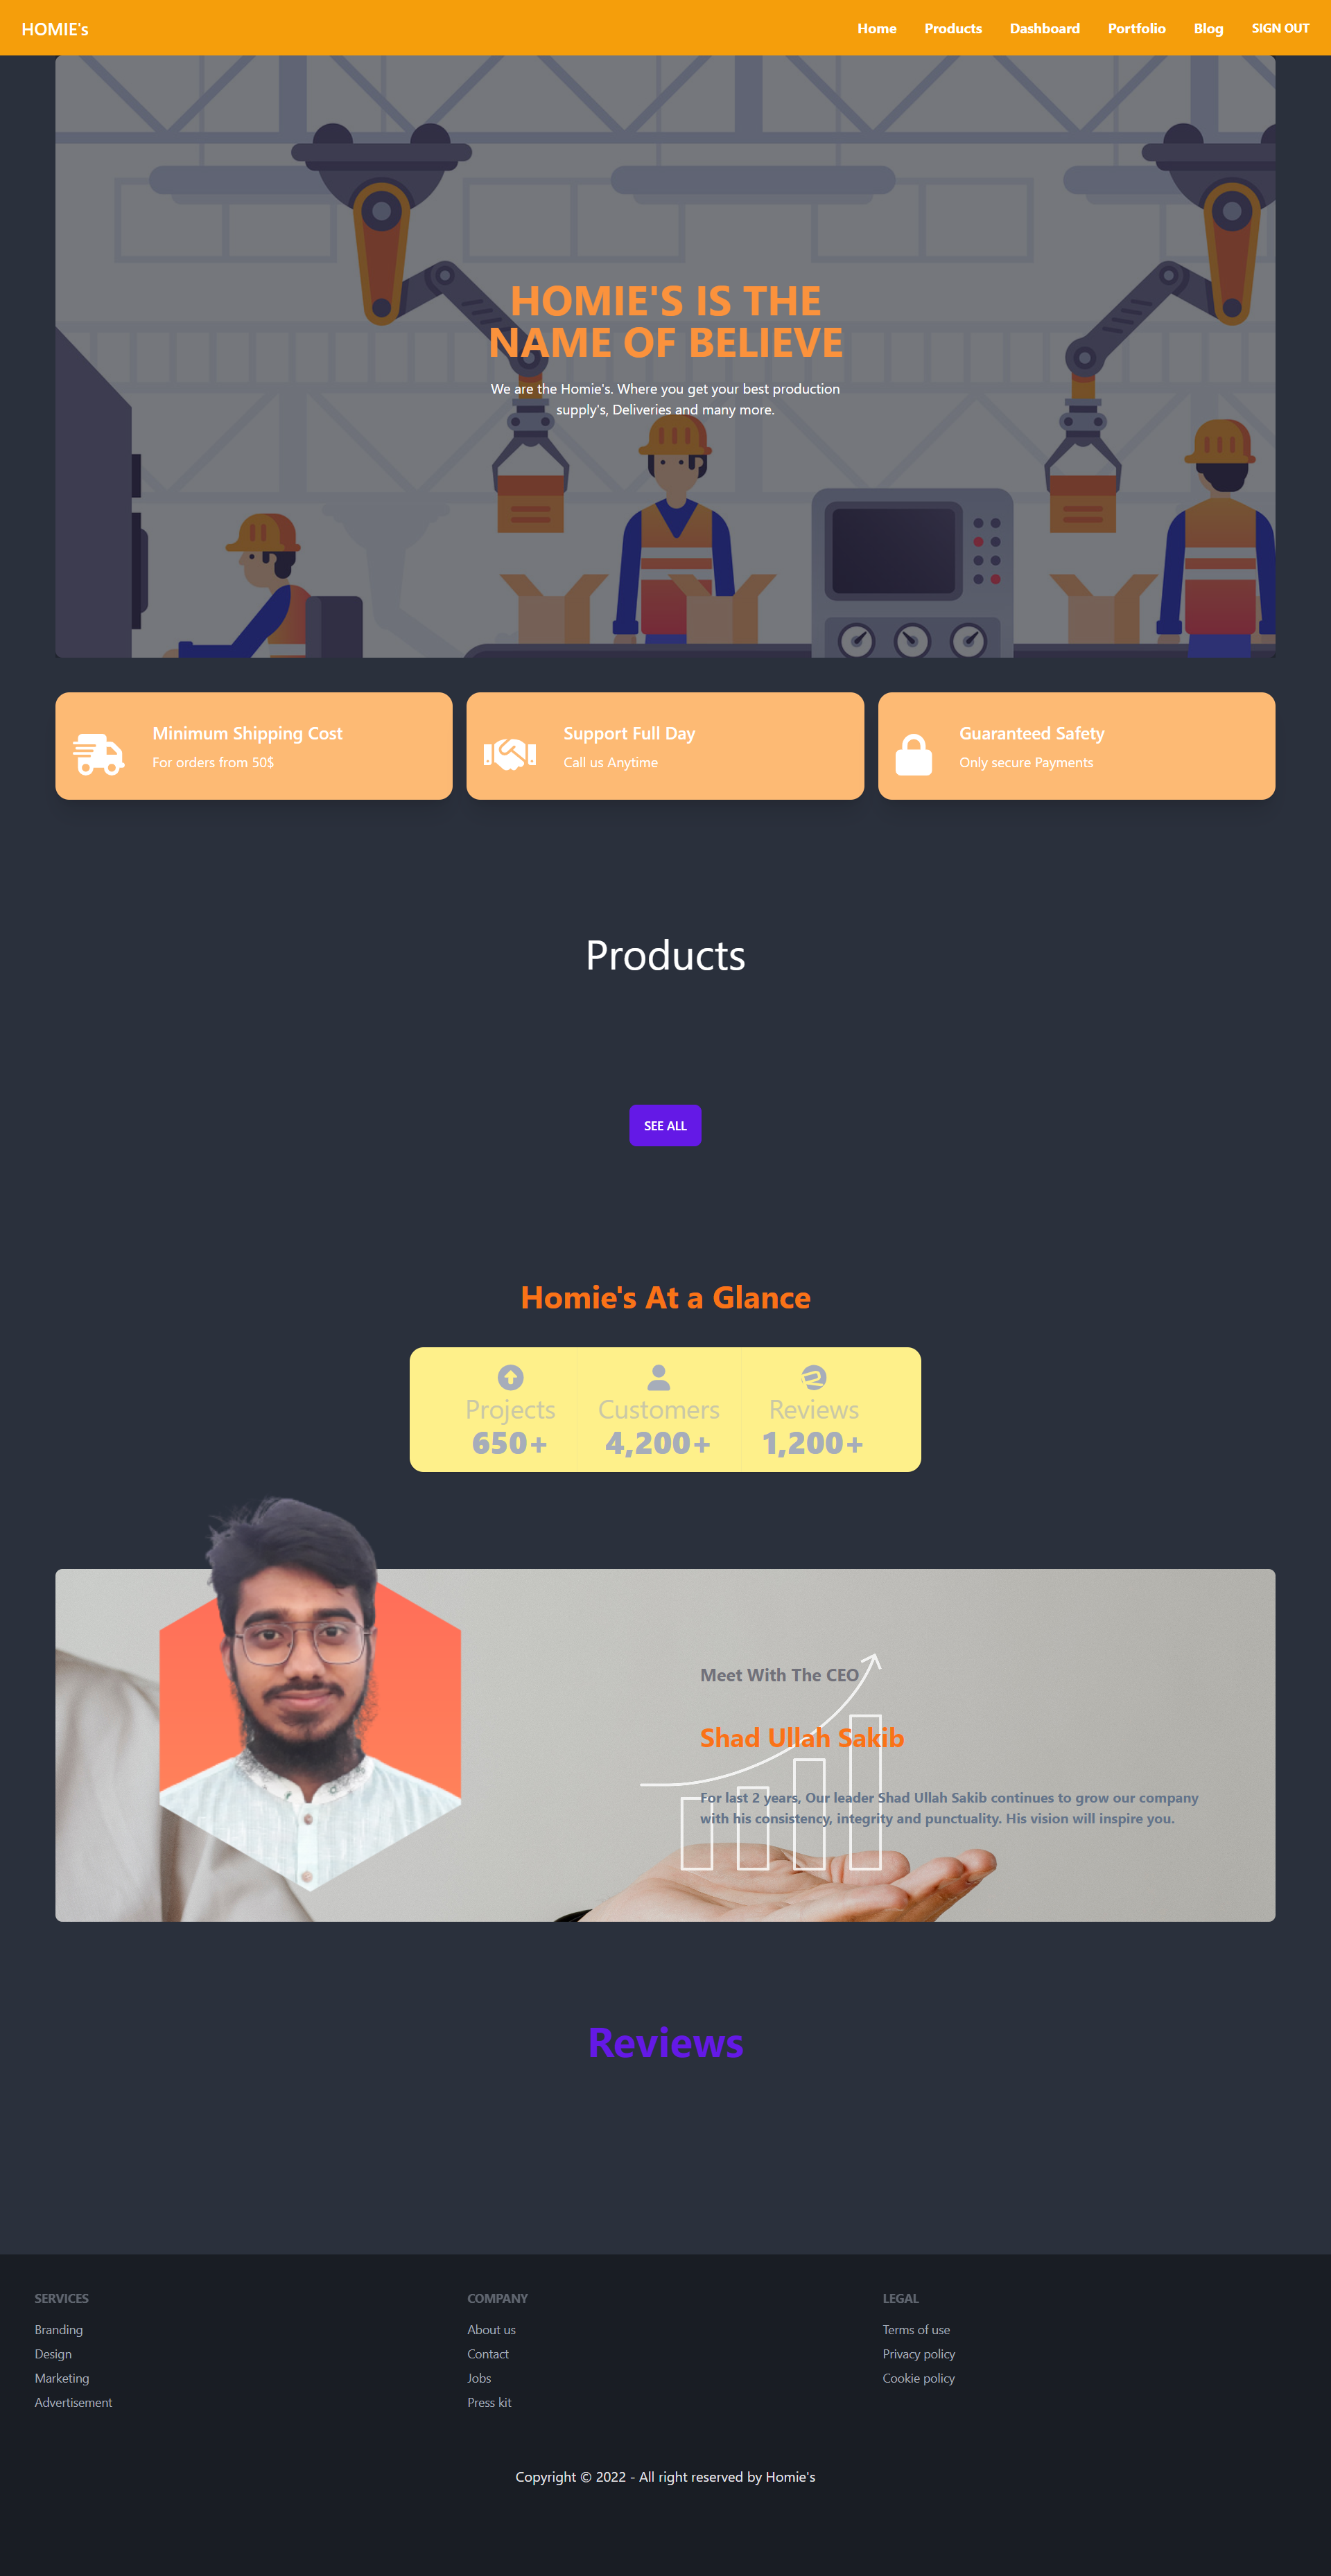 HOMIE's
Home Products Dashboard Portfolio Blog SIGN OUT
HOMIE'S IS THE
NAME OF BELIEVE
We are the Homie's. Where you get your best production
supply's, Deliveries and many more.
Minimum Shipping Cost
For orders from 50$
Support Full Day
Call us Anytime
Guaranteed Safety
Only secure Payments
Products
SEE ALL
Homie's At a Glance
Projects
650+
Customers
4,200+
Reviews
1,200+
Meet With The CEO
Shad Ullah Sakib
For last 2 years, Our leader Shad Ullah Sakib continues to grow our company
with his consistency, integrity and punctuality. His vision will inspire you.
Reviews
SERVICES
Branding
Design
Marketing
Advertisement
COMPANY
About us
Contact
Jobs
Press kit
LEGAL
Terms of use
Privacy policy
Cookie policy
Copyright © 2022 - All right reserved by Homie's